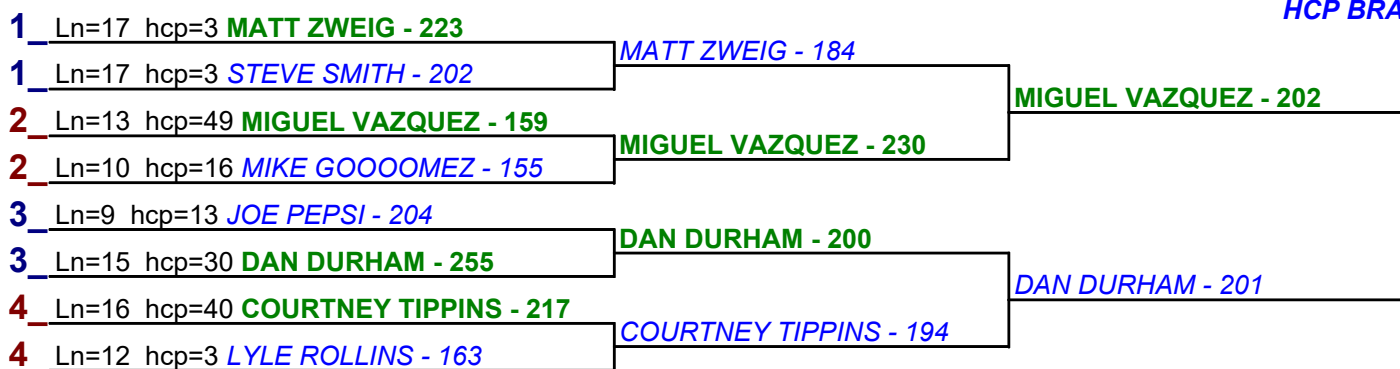 HCP BRA
1_ Ln=17 hcp=3 MATT ZWEIG - 223
MATT ZWEIG - 184
1_ Ln=17 hcp=3 STEVE SMITH - 202
MIGUEL VAZQUEZ - 202
2_ Ln=13 hcp=49 MIGUEL VAZQUEZ - 159
MIGUEL VAZQUEZ - 230
2_ Ln=10 hcp=16 MIKE GOOOOMEZ - 155
3_ Ln=9 hcp=13 JOE PEPSI - 204
DAN DURHAM - 200
3_ Ln=15 hcp=30 DAN DURHAM - 255
DAN DURHAM - 201
4_ Ln=16 hcp=40 COURTNEY TIPPINS - 217
COURTNEY TIPPINS - 194
4 Ln=12 hcp=3 LYLE ROLLINS - 163